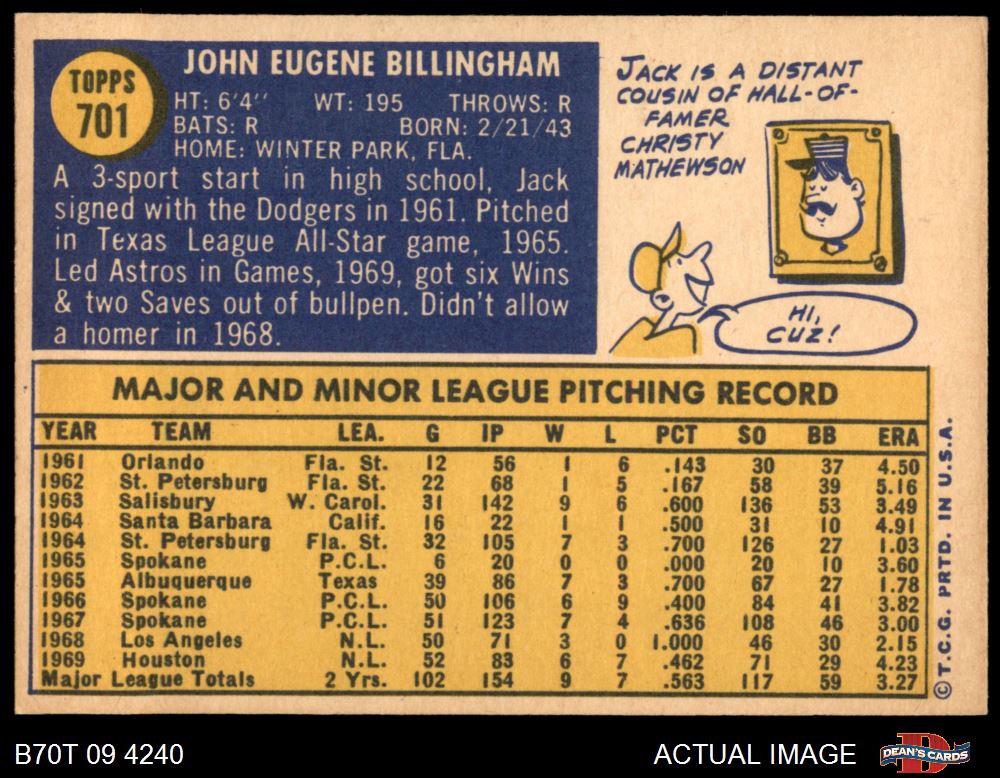 TOPPS
701
JOHN EUGENE BILLINGHAM
HT: 6'4" WT: 195 THROWS: R
BATS: R BORN: 2/21/43
HOME: WINTER PARK, FLA.
A 3-sport start in high school, Jack
signed with the Dodgers in 1961. Pitched
in Texas League All-Star game, 1965.
Led Astros in Games, 1969, got six Wins
& two Saves out of bullpen. Didn't allow
a homer in 1968.
JACK IS A DISTANT
COUSIN OF HALL-OF-
FAMER
CHRISTY
MATHEWSON
HI,
CUZ!
MAJOR AND MINOR LEAGUE PITCHING RECORD
YEAR TEAM LEA. G IP W L PCT SO BB ERA
1961 Orlando Fla. St. 12 56 1 6 .143 30 37 4.50
1962 St. Petersburg Fla. St. 22 68 1 5 .167 58 39 5.16
1963 Salisbury W. Carol. 31 142 9 6 .600 136 53 3.49
1964 Santa Barbara Calif. 16 22 1 1 .500 31 10 4.91
1964 St. Petersburg Fla. St. 32 105 7 3 .700 126 27 1.03
1965 Spokane P.C.L. 6 20 0 0 .000 20 10 3.60
1965 Albuquerque Texas 39 86 7 3 .700 67 27 1.78
1966 Spokane P.C.L. 50 106 6 9 .400 84 41 3.82
1967 Spokane P.C.L. 51 123 7 4 .636 108 46 3.00
1968 Los Angeles N.L. 50 71 3 0 1.000 46 30 2.15
1969 Houston N.L. 52 83 6 7 .462 71 29 4.23
Major League Totals 2 Yrs. 102 154 9 7 .563 117 59 3.27
© T.C.G. PRTD. IN U.S.A.
B70T 09 4240
ACTUAL IMAGE
DEAN'S CARDS